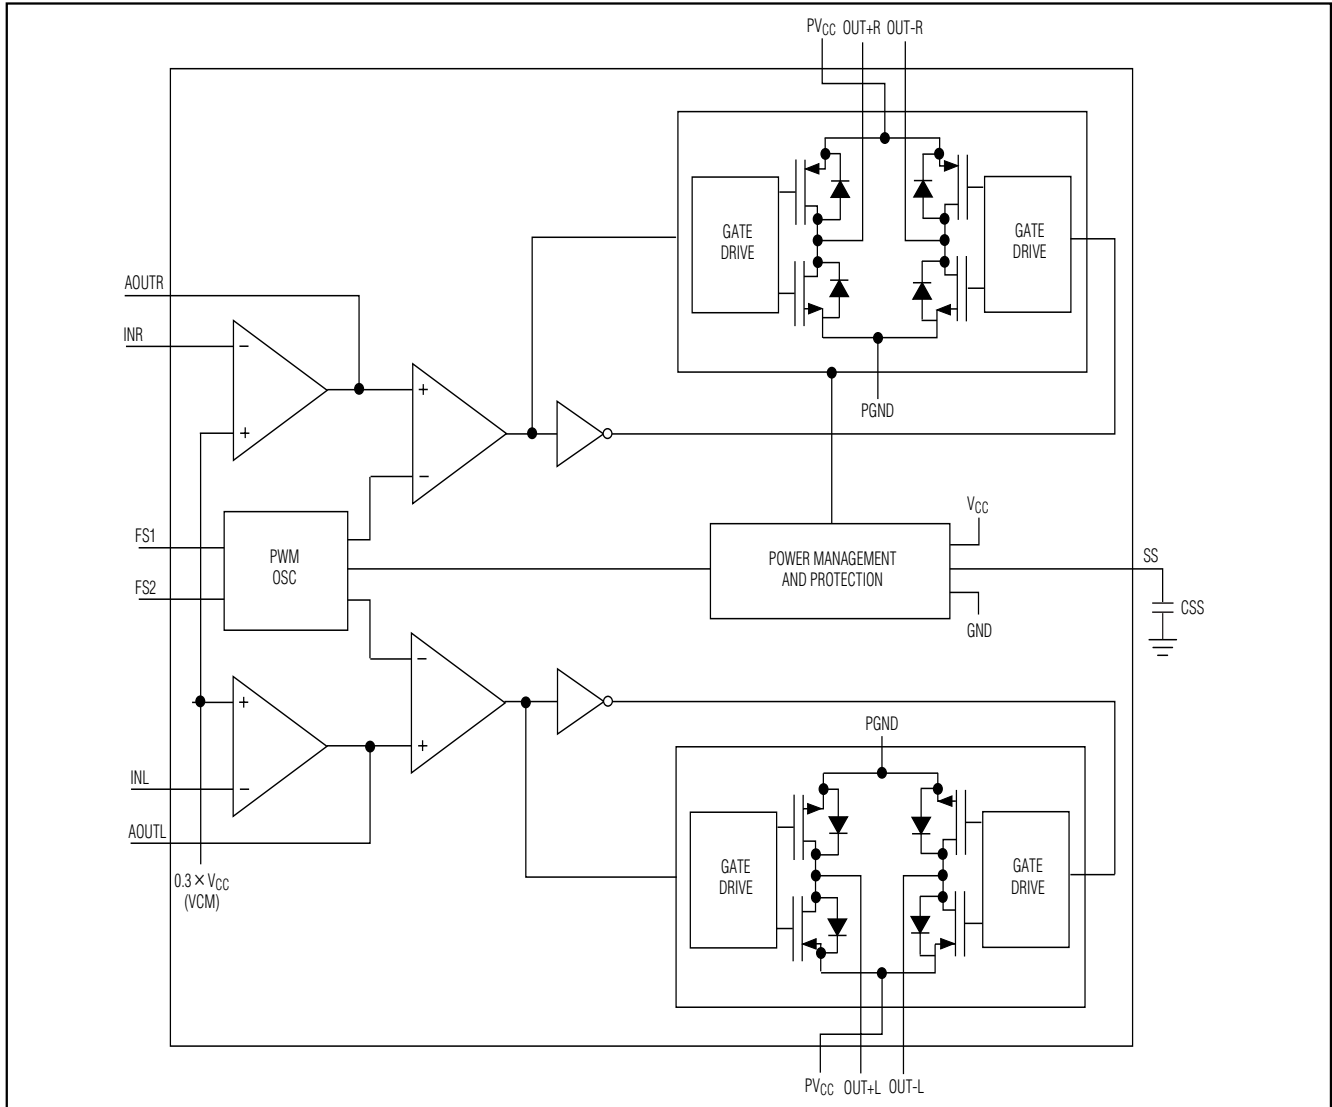 PVCC OUT+R OUT-R
GATE
DRIVE
GATE
DRIVE
AOUTR
INR
−
+
+
−
PGND
VCC
FS1
FS2
PWM
OSC
POWER MANAGEMENT
AND PROTECTION
SS
CSS
GND
−
+
+
−
INL
AOUTL
0.3 × VCC
(VCM)
PGND
GATE
DRIVE
GATE
DRIVE
PVCC OUT+L OUT-L